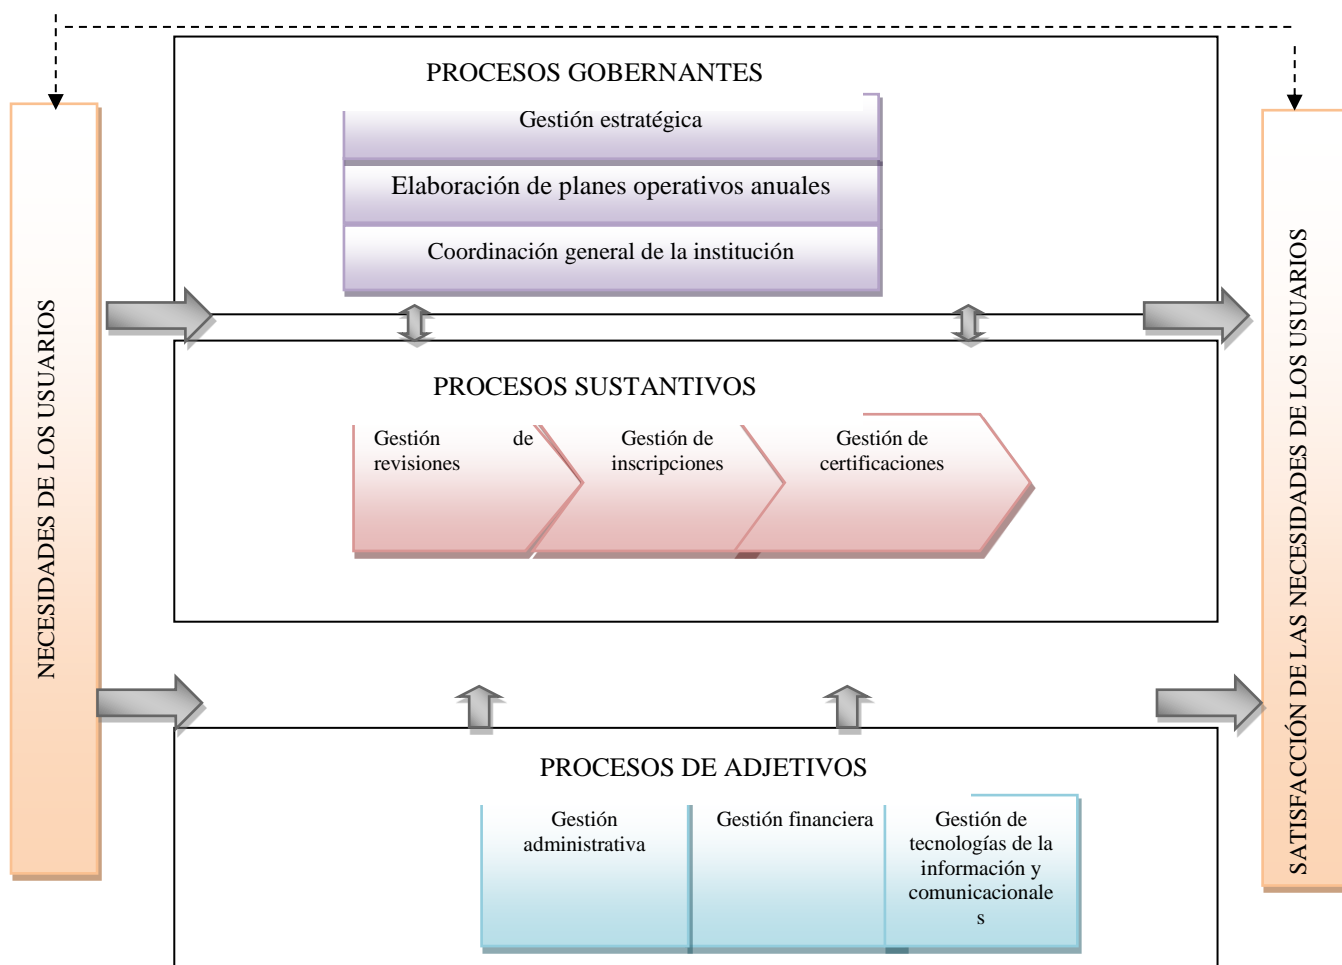 PROCESOS GOBERNANTES
Gestión estratégica
Elaboración de planes operativos anuales
Coordinación general de la institución
NECESIDADES DE LOS USUARIOS
PROCESOS SUSTANTIVOS
Gestión de
revisiones
Gestión de
inscripciones
Gestión de
certificaciones
SATISFACCIÓN DE LAS NECESIDADES DE LOS USUARIOS
PROCESOS DE ADJETIVOS
Gestión
administrativa
Gestión financiera
Gestión de
tecnologías de la
información y
comunicacionale
s